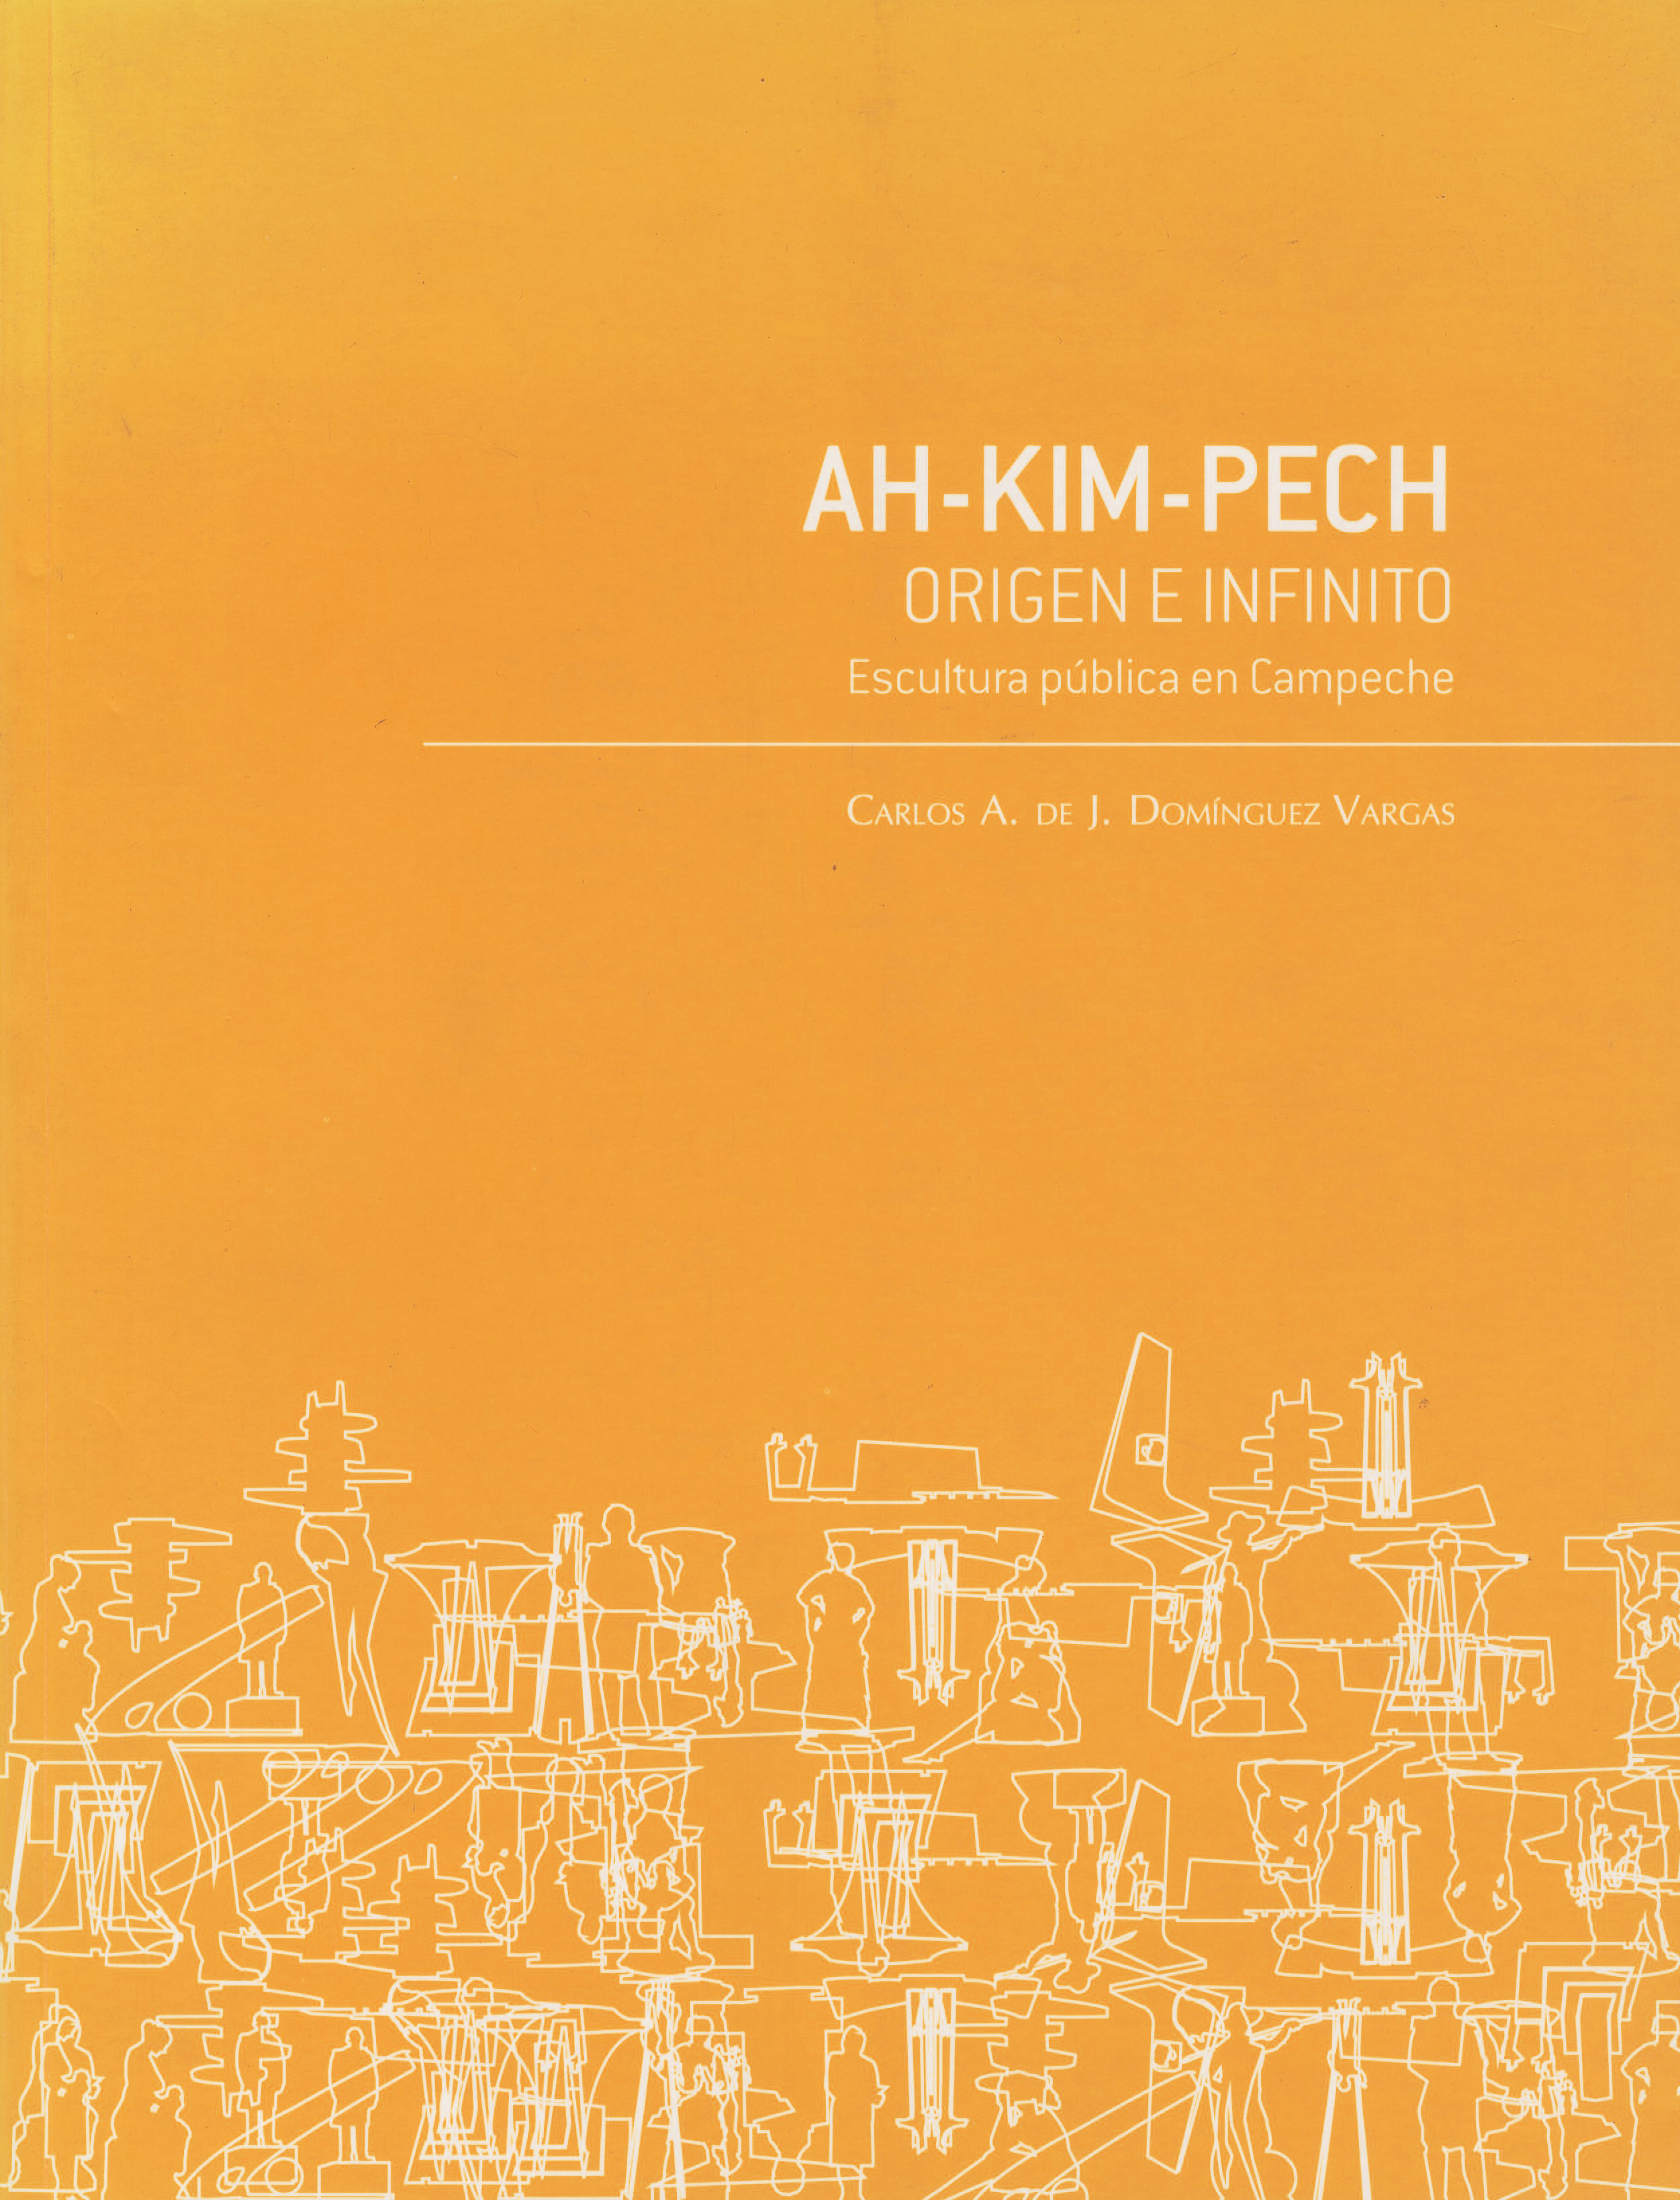 AH-KIM-PECH
ORIGEN E INFINITO
Escultura pública en Campeche
Carlos A. de J. Domínguez Vargas